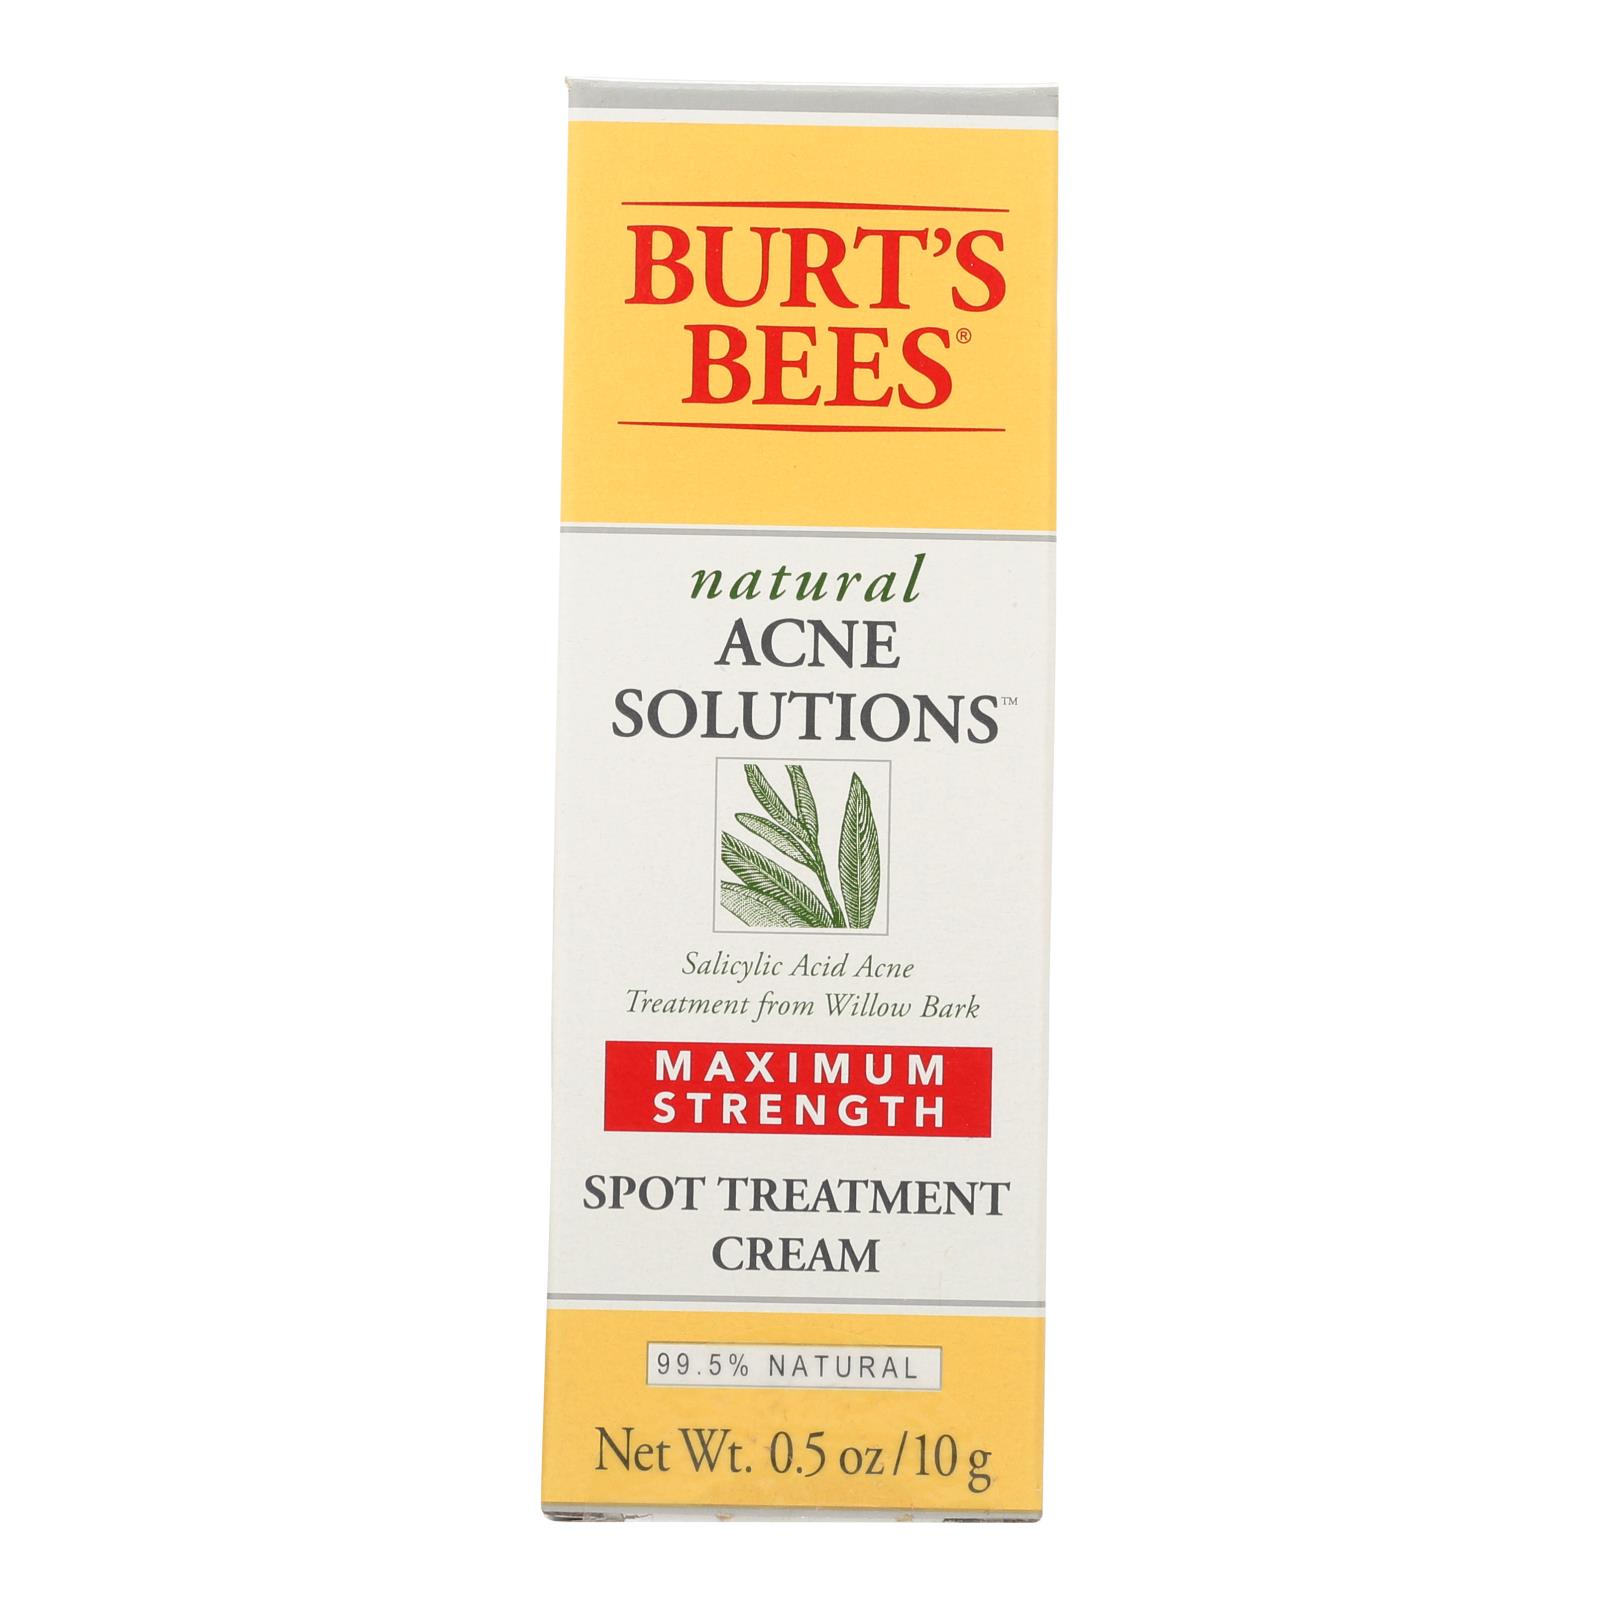 BURT'S
BEES®
natural
ACNE
SOLUTIONS™
Salicylic Acid Acne
Treatment from Willow Bark
MAXIMUM
STRENGTH
SPOT TREATMENT
CREAM
99.5% NATURAL
Net Wt. 0.5 oz/10 g